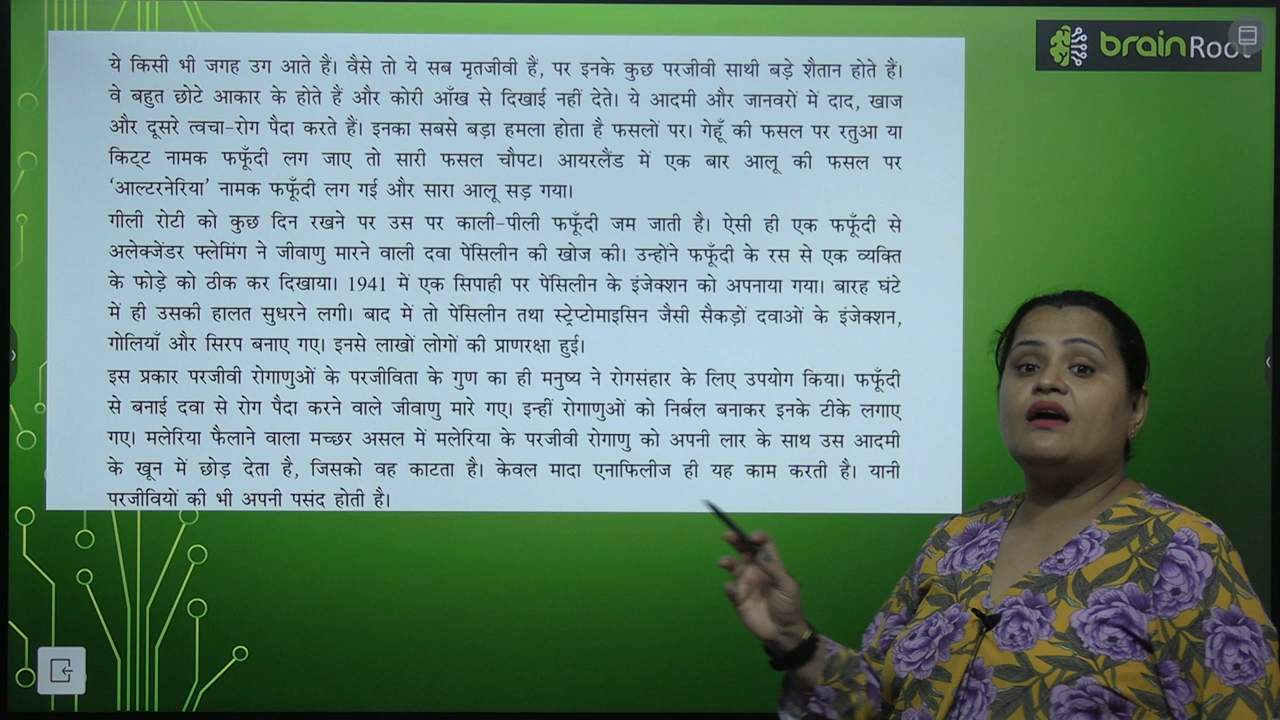 brainRoot
ये किसी भी जगह उग आते हैं। वैसे तो ये सब मृतजीवी हैं, पर इनके कुछ परजीवी साथी बड़े शैतान होते हैं।
वे बहुत छोटे आकार के होते हैं और कोरी आँख से दिखाई नहीं देते। ये आदमी और जानवरों में दाद, खाज
और दूसरे त्वचा-रोग पैदा करते हैं। इनका सबसे बड़ा हमला होता है फसलों पर। गेहूँ की फसल पर रतुआ या
किट्ट नामक फफूँदी लग जाए तो सारी फसल चौपट। आयरलैंड में एक बार आलू की फसल पर
‘आल्टरनेरिया’ नामक फफूँदी लग गई और सारा आलू सड़ गया।
गीली रोटी को कुछ दिन रखने पर उस पर काली-पीली फफूँदी जम जाती है। ऐसी ही एक फफूँदी से
अलेक्जेंडर फ्लेमिंग ने जीवाणु मारने वाली दवा पेंसिलीन की खोज की। उन्होंने फफूँदी के रस से एक व्यक्ति
के फोड़े को ठीक कर दिखाया। 1941 में एक सिपाही पर पेंसिलीन के इंजेक्शन को अपनाया गया। बारह घंटे
में ही उसकी हालत सुधरने लगी। बाद में तो पेंसिलीन तथा स्ट्रेप्टोमाइसिन जैसी सैकड़ों दवाओं के इंजेक्शन,
गोलियाँ और सिरप बनाए गए। इनसे लाखों लोगों की प्राणरक्षा हुई।
इस प्रकार परजीवी रोगाणुओं के परजीविता के गुण का ही मनुष्य ने रोगसंहार के लिए उपयोग किया। फफूँदी
से बनाई दवा से रोग पैदा करने वाले जीवाणु मारे गए। इन्हीं रोगाणुओं को निर्बल बनाकर इनके टीके लगाए
गए। मलेरिया फैलाने वाला मच्छर असल में मलेरिया के परजीवी रोगाणु को अपनी लार के साथ उस आदमी
के खून में छोड़ देता है, जिसको वह काटता है। केवल मादा एनाफिलीज ही यह काम करती है। यानी
परजीवियों की भी अपनी पसंद होती है।